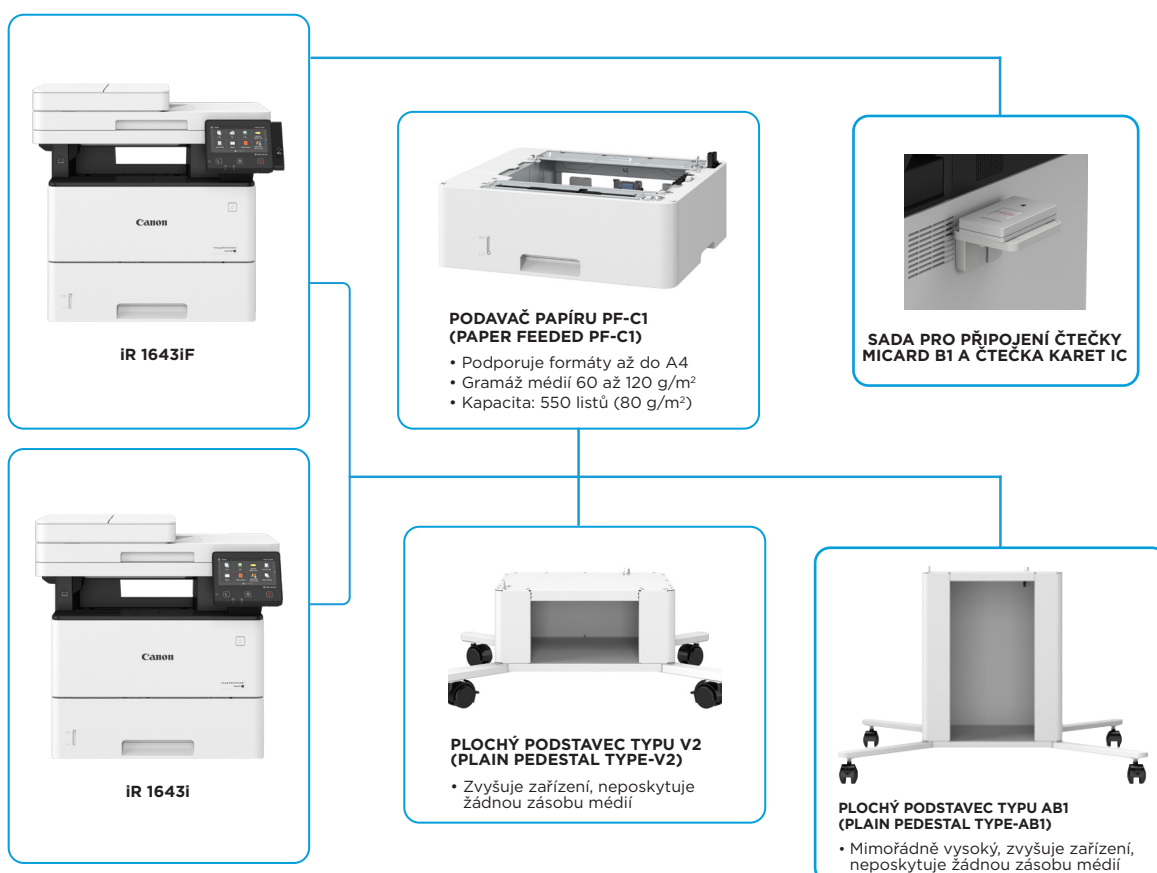 Canon
iR 1643iF
PODAVAČ PAPÍRU PF-C1
(PAPER FEEDED PF-C1)
• Podporuje formáty až do A4
• Gramáž médií 60 až 120 g/m²
• Kapacita: 550 listů (80 g/m²)
SADA PRO PŘIPOJENÍ ČTEČKY
MICARD B1 A ČTEČKA KARET IC
Canon
iR 1643i
PLOCHÝ PODSTAVEC TYPU V2
(PLAIN PEDESTAL TYPE-V2)
• Zvyšuje zařízení, neposkytuje
žádnou zásobu médií
PLOCHÝ PODSTAVEC TYPU AB1
(PLAIN PEDESTAL TYPE-AB1)
• Mimořádně vysoký, zvyšuje zařízení,
neposkytuje žádnou zásobu médií